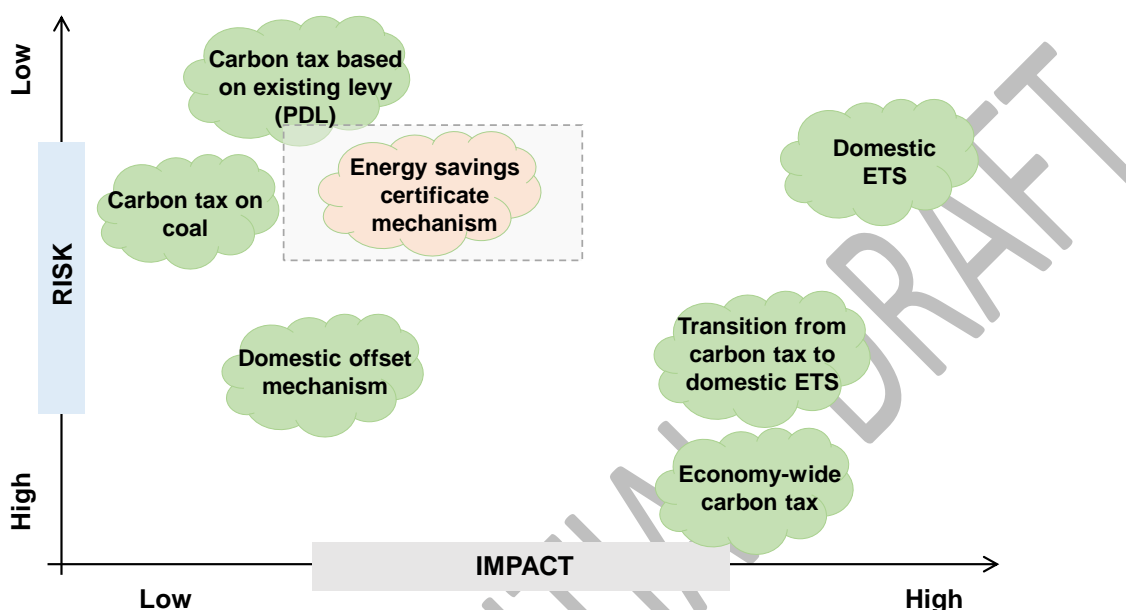 Low
Carbon tax based
on existing levy
(PDL)
Energy savings
certificate
mechanism
Domestic
ETS
Carbon tax on
coal
RISK
Domestic offset
mechanism
Transition from
carbon tax to
domestic ETS
Economy-wide
carbon tax
High
IMPACT
Low
High
DRAFT